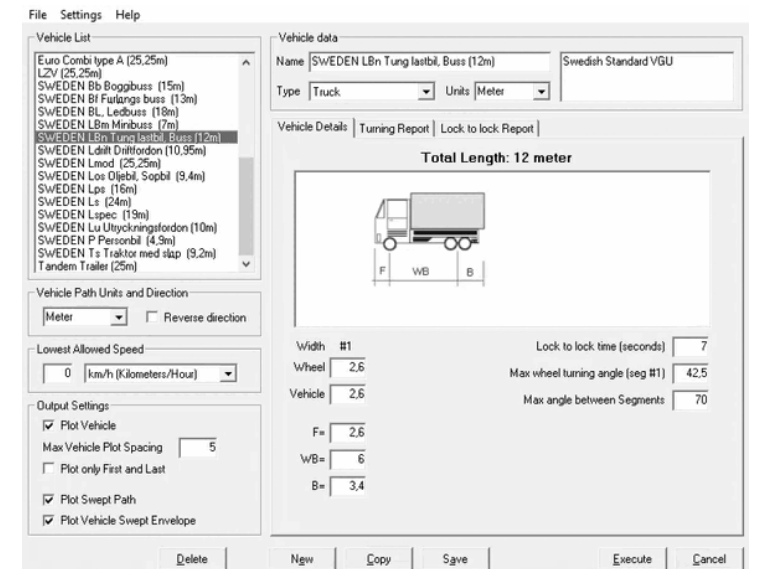 File Settings Help
Vehicle List
Euro Combi type A (25,25m)
LZV (25,25m)
SWEDEN Bb Boggibuss (15m)
SWEDEN Bf Furlangs buss (13m)
SWEDEN BL, Ledbuss (18m)
SWEDEN LBm Minibuss (7m)
SWEDEN LBn Tung lastbil, Buss (12m)
SWEDEN Ldrift Driftfordon (10,95m)
SWEDEN Lmod (25,25m)
SWEDEN Los Oljebil, Sopbil (9,4m)
SWEDEN Lps (16m)
SWEDEN Ls (24m)
SWEDEN Lspec (19m)
SWEDEN Lu Utryckningsfordon (10m)
SWEDEN P Personbil (4,9m)
SWEDEN Ts Traktor med släp (9,2m)
Tandem Trailer (25m)
Vehicle Path Units and Direction
Meter
Reverse direction
Lowest Allowed Speed
0 km/h (Kilometers/Hour)
Output Settings
Plot Vehicle
Max Vehicle Plot Spacing 5
Plot only First and Last
Plot Swept Path
Plot Vehicle Swept Envelope
Vehicle data
Name SWEDEN LBn Tung lastbil, Buss (12m)
Swedish Standard VGU
Type Truck Units Meter
Vehicle Details Turning Report Lock to lock Report
Total Length: 12 meter
F WB B
Width #1
Wheel 2,6
Vehicle 2,6
F= 2,6
WB= 6
B= 3,4
Lock to lock time (seconds) 7
Max wheel turning angle (seg #1) 42,5
Max angle between Segments 70
Delete New Copy Save Execute Cancel